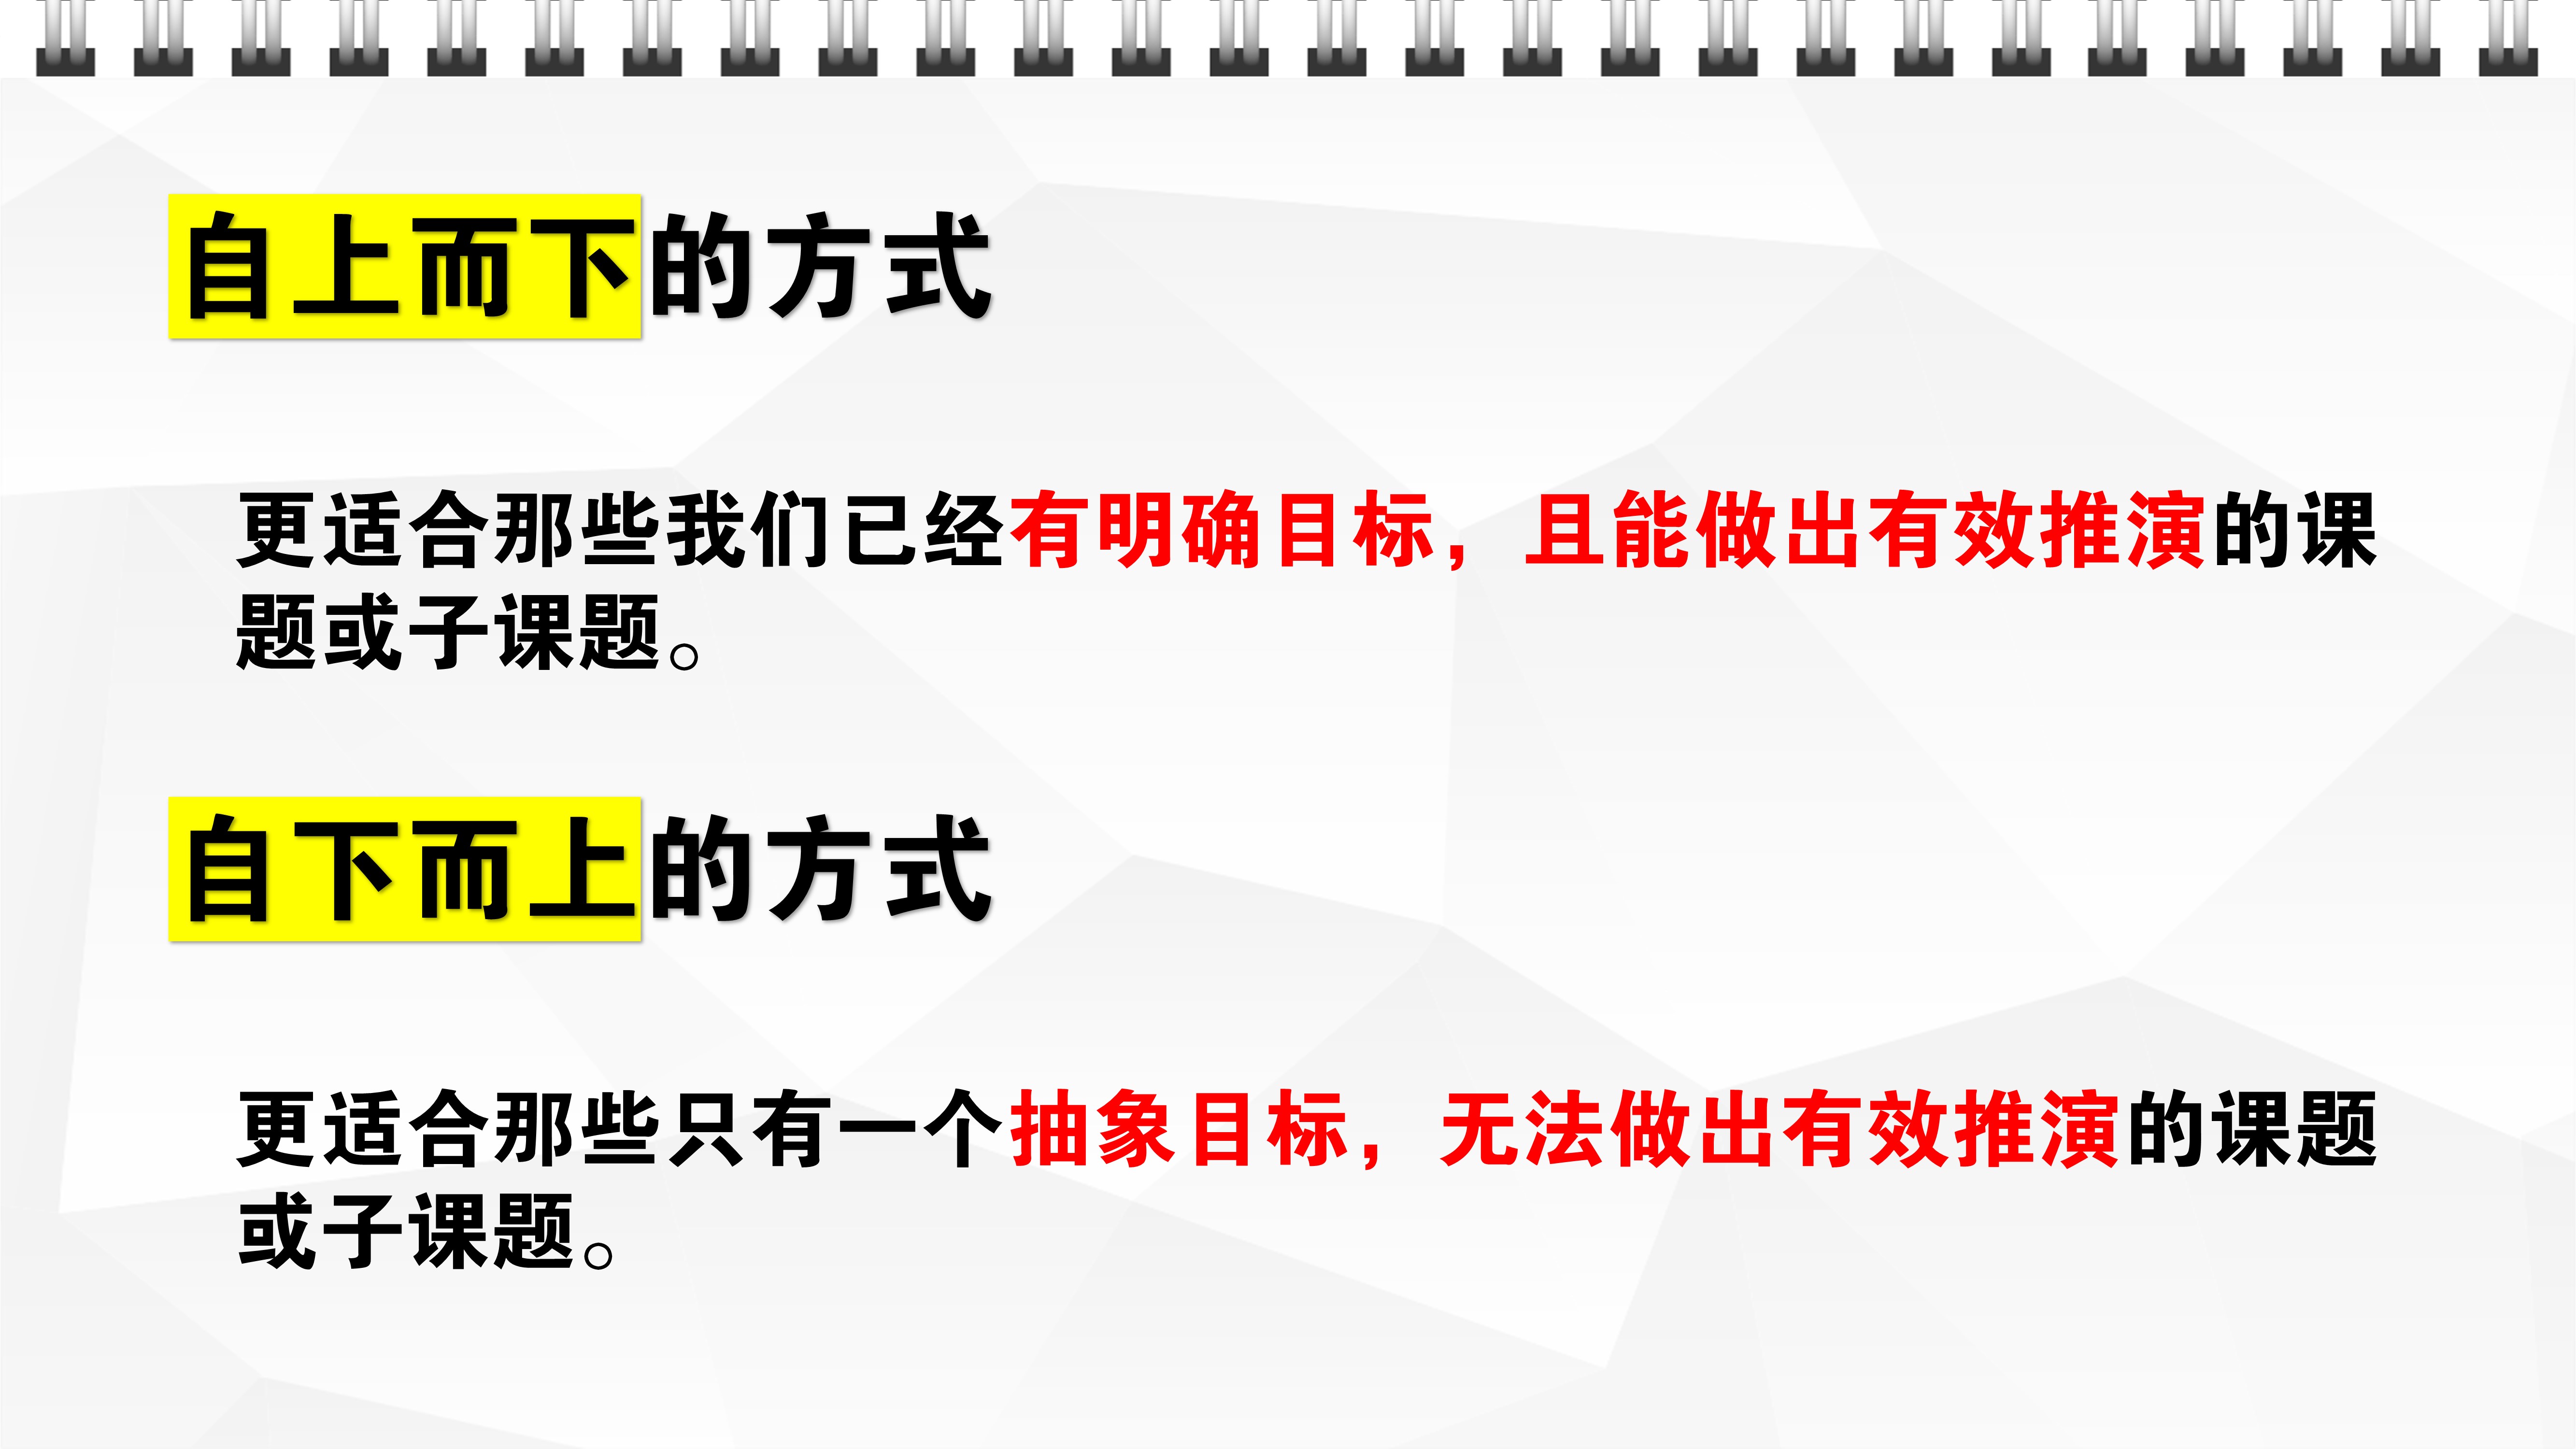 自上而下的方式
更适合那些我们已经有明确目标，且能做出有效推演的课
题或子课题。
自下而上的方式
更适合那些只有一个抽象目标，无法做出有效推演的课题
或子课题。